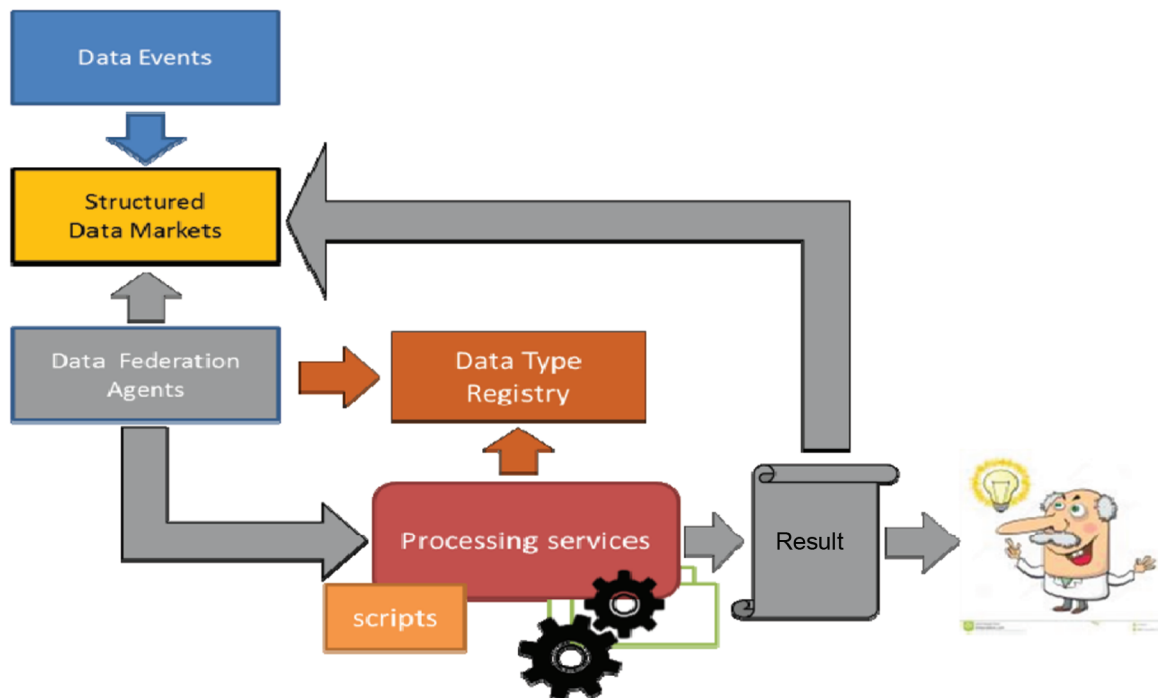 Data Events
Structured
Data Markets
Data Federation
Agents
Data Type
Registry
Processing services
scripts
Result